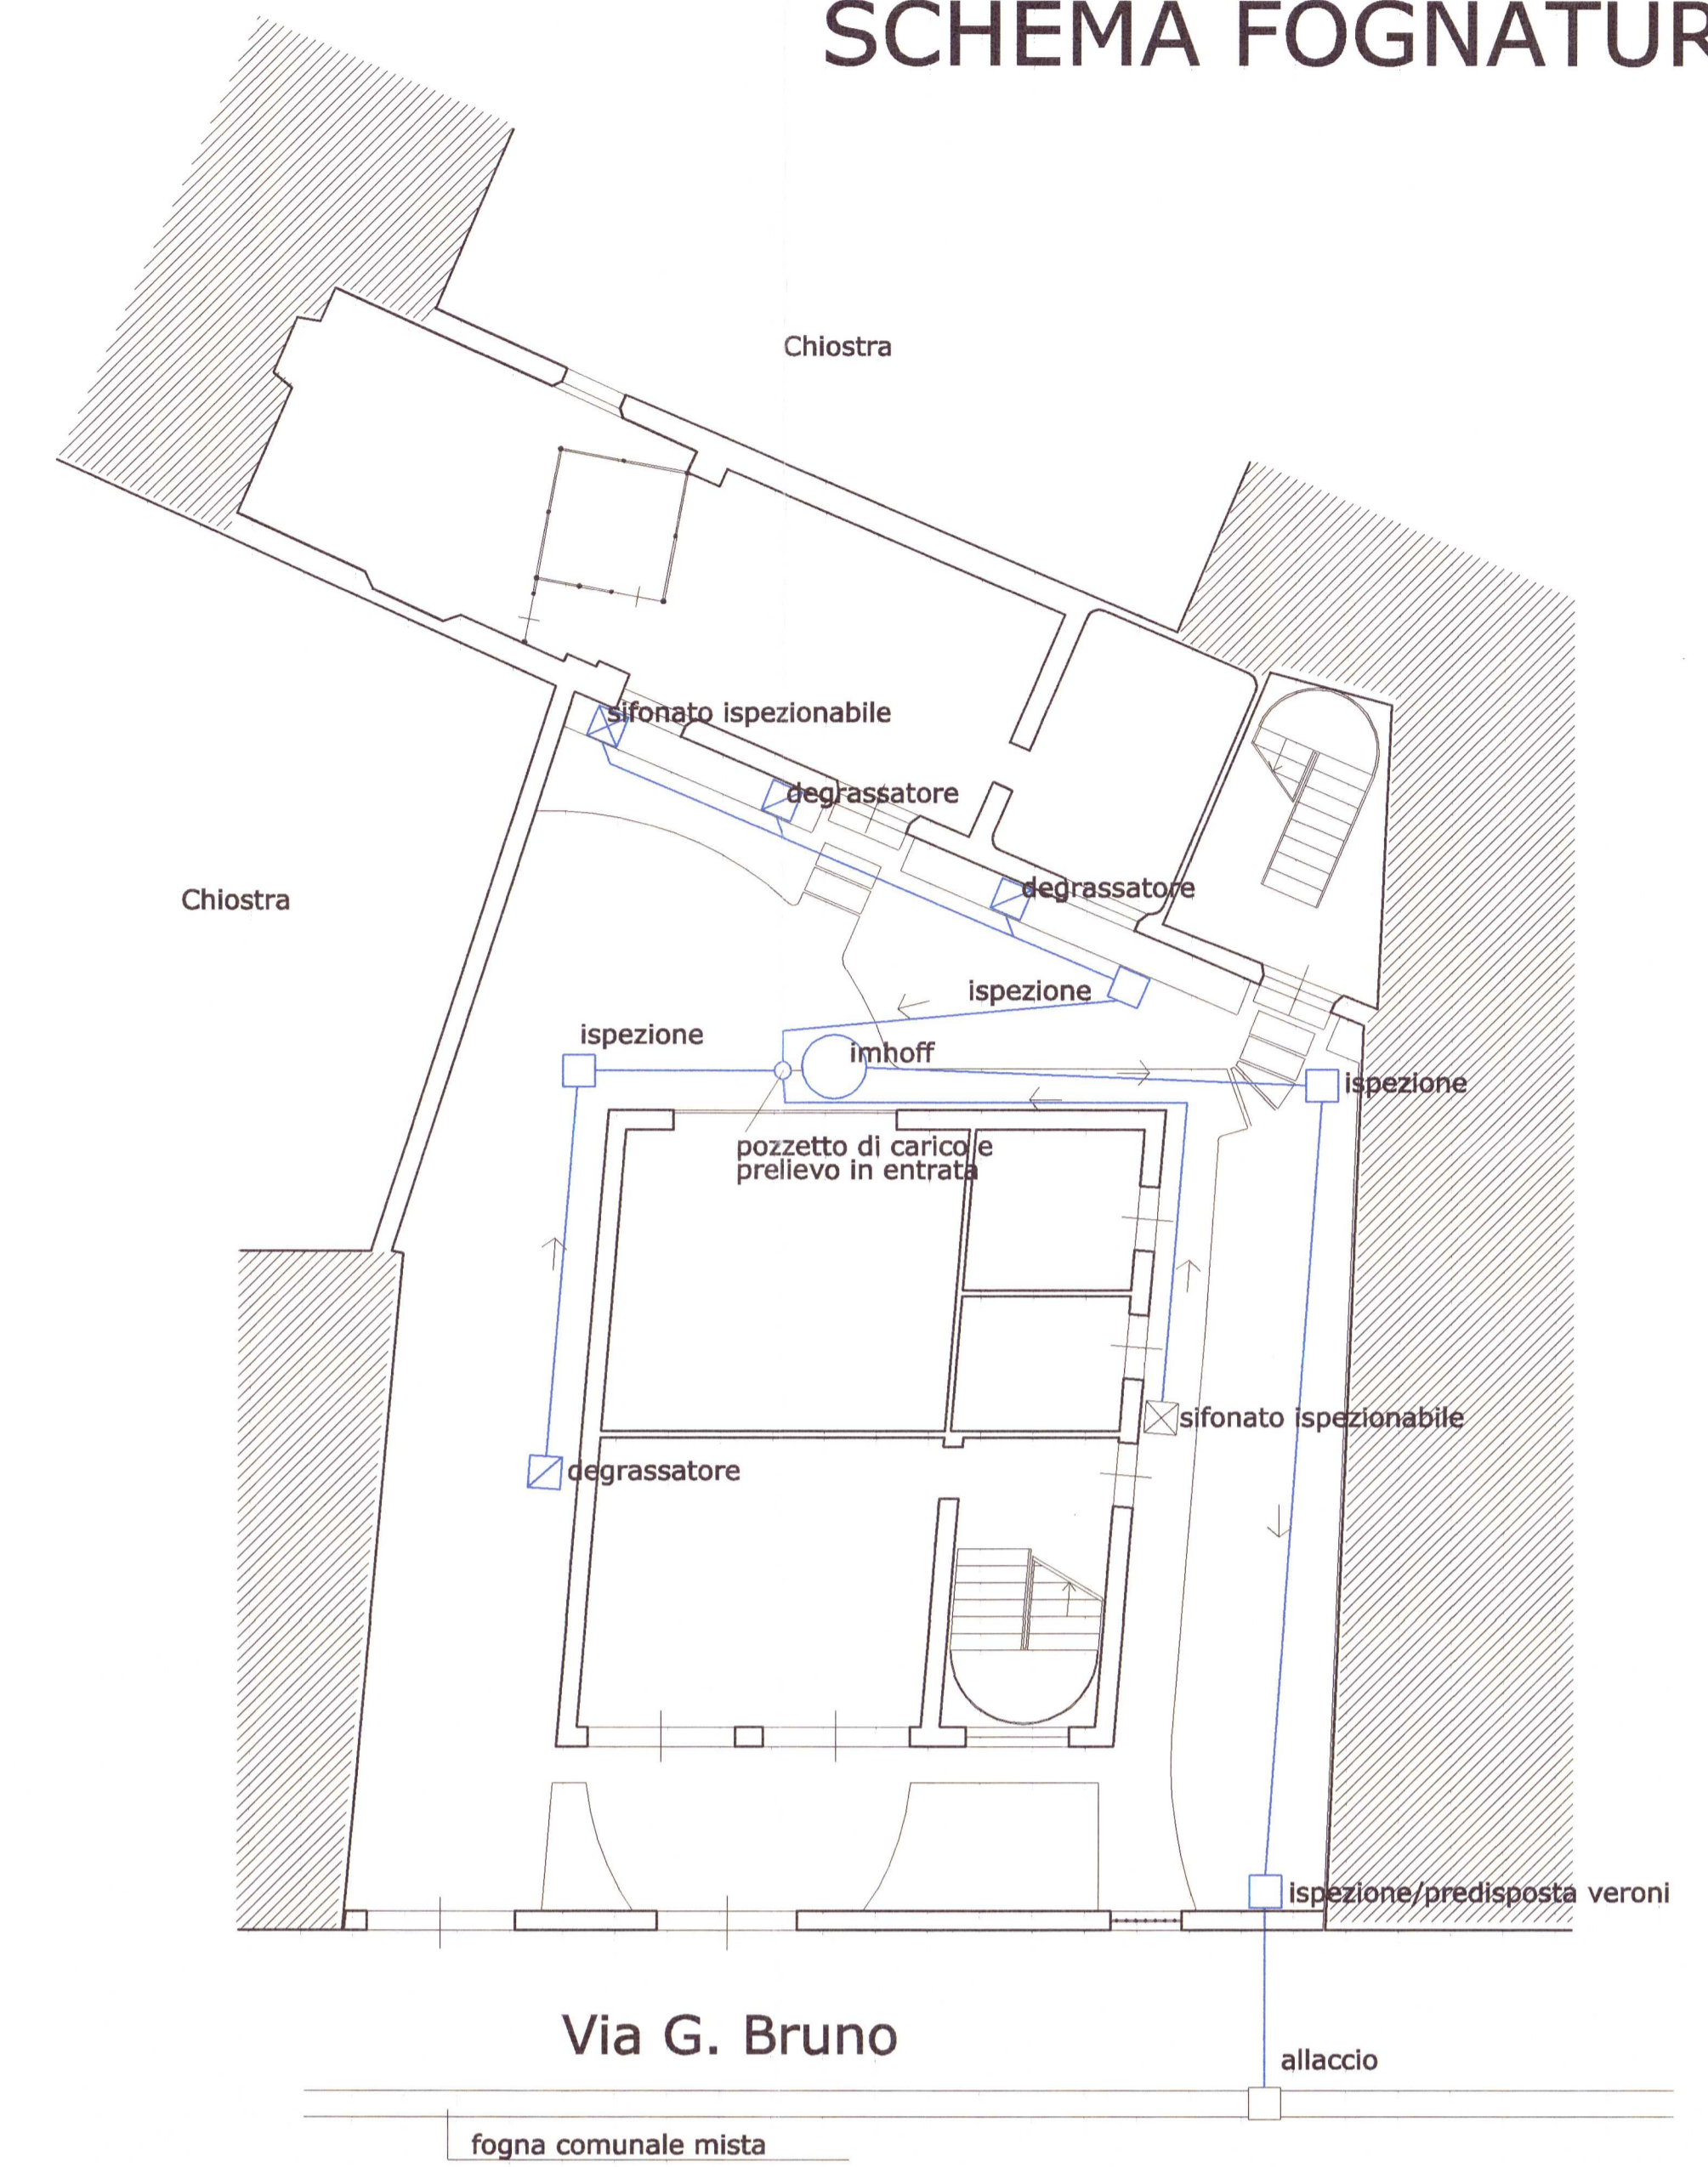 SCHEMA FOGNATUR
Chiostra
sifonato ispezionabile
degrassatore
degrassatore
Chiostra
ispezione
ispezione
imhoff
ispezione
pozzetto di carico e
prelievo in entrata
sifonato ispezionabile
degrassatore
ispezione/predisposta veroni
Via G. Bruno
allaccio
fogna comunale mista